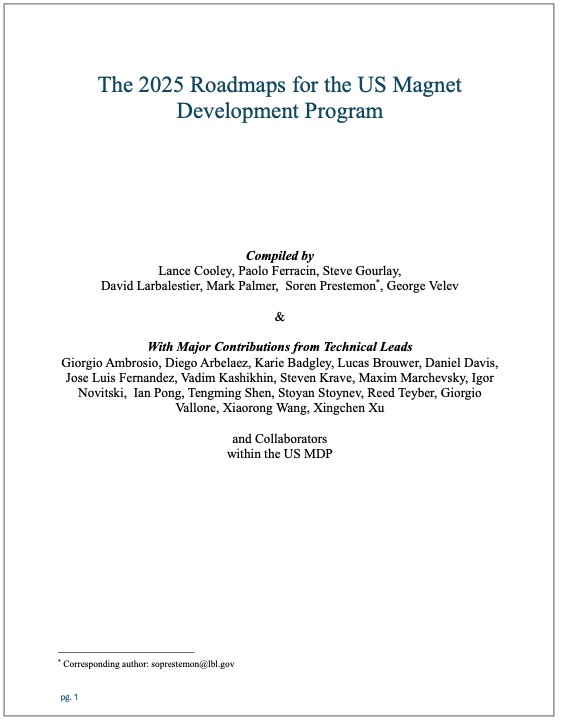 The 2025 Roadmaps for the US Magnet
Development Program
Compiled by
Lance Cooley, Paolo Ferracin, Steve Gourlay,
David Larbalestier, Mark Palmer,  Soren Prestemon*, George Velev
&
With Major Contributions from Technical Leads
Giorgio Ambrosio, Diego Arbelaez, Karie Badgley, Lucas Brouwer, Daniel Davis,
Jose Luis Fernandez, Vadim Kashikhin, Steven Krave, Maxim Marchevsky, Igor
Novitski,  Ian Pong, Tengming Shen, Stoyan Stoynev, Reed Teyber, Giorgio
Vallone, Xiaorong Wang, Xingchen Xu
and Collaborators
within the US MDP
* Corresponding author: soprestemon@lbl.gov
pg. 1